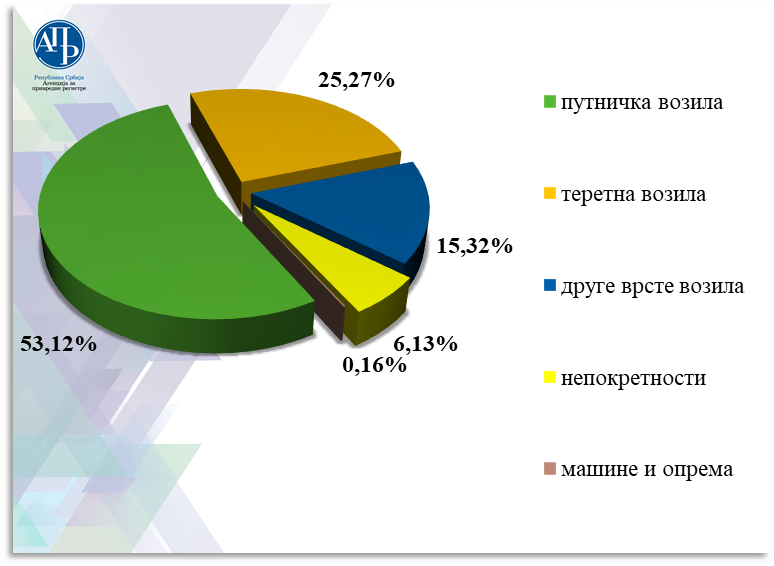 АПР
Република Србија
Агенција за
привредне регистре
25,27%
15,32%
6,13%
0,16%
53,12%
путничка возила
теретна возила
друге врсте возила
непокретности
машине и опрема